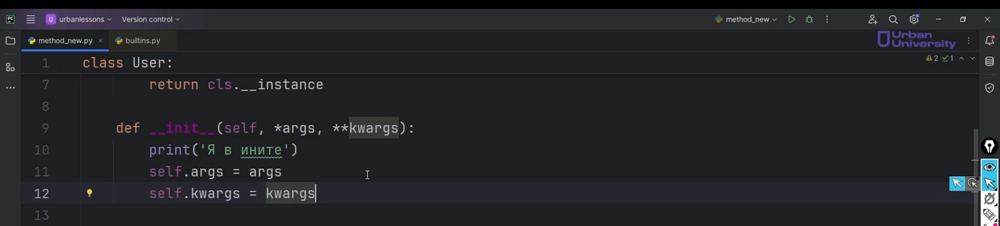 PC U urbanlessons Version control method_new
method_new.py builtins.py Urban University
2 1
1 class User:
7 return cls.__instance
8
9 def __init__(self, *args, **kwargs):
10 print('Я в ините')
11 self.args = args
12 self.kwargs = kwargs
13